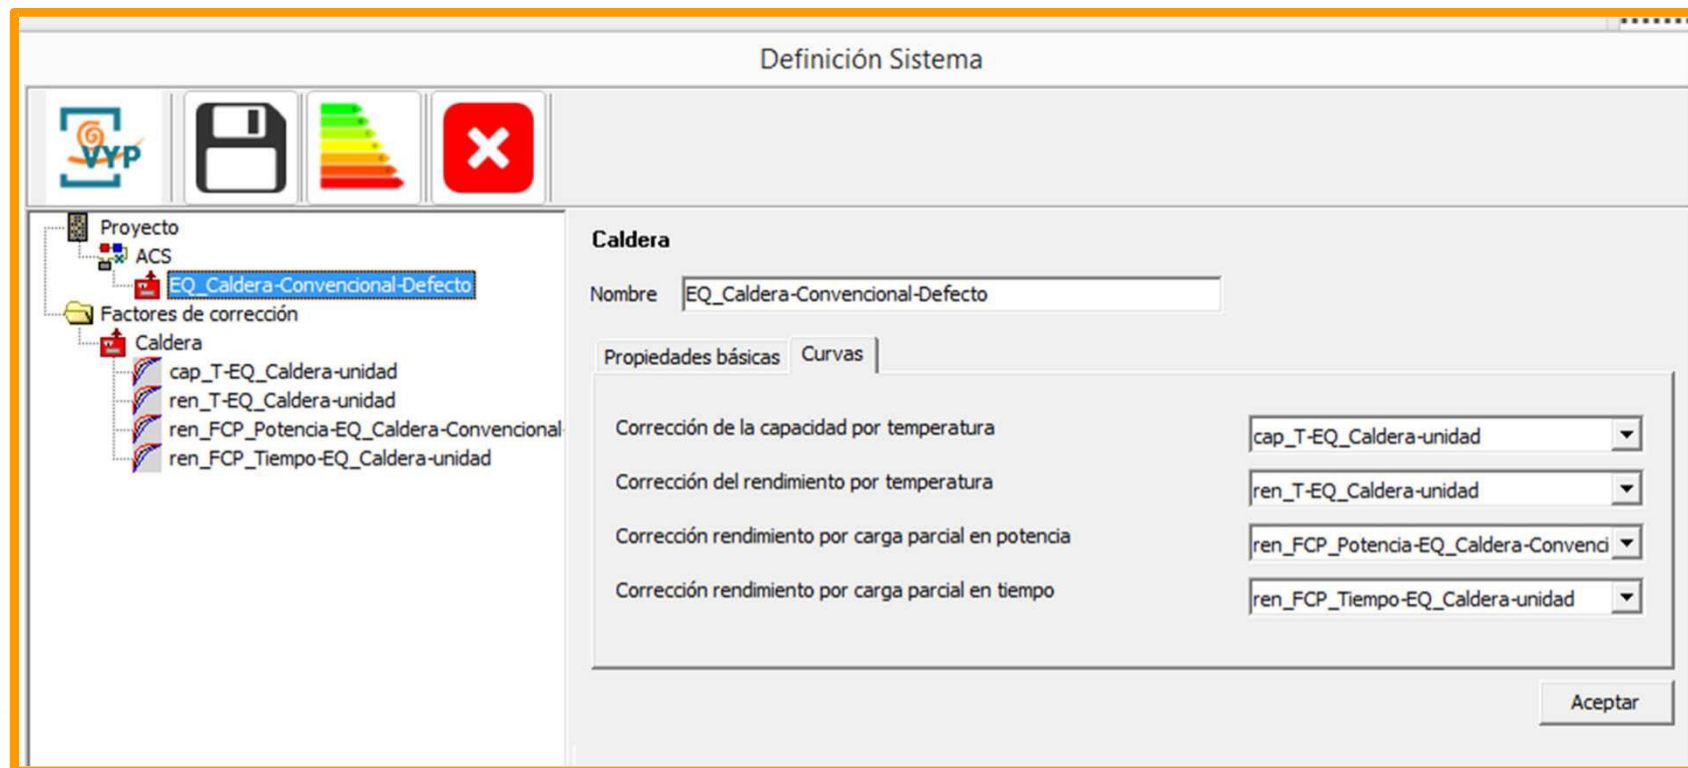 Definición Sistema
VYP
Proyecto
ACS
EQ_Caldera-Convencional-Defecto
Factores de corrección
Caldera
cap_T-EQ_Caldera-unidad
ren_T-EQ_Caldera-unidad
ren_FCP_Potencia-EQ_Caldera-Convencional-
ren_FCP_Tiempo-EQ_Caldera-unidad
Caldera
Nombre EQ_Caldera-Convencional-Defecto
Propiedades básicas Curvas
Corrección de la capacidad por temperatura cap_T-EQ_Caldera-unidad
Corrección del rendimiento por temperatura ren_T-EQ_Caldera-unidad
Corrección rendimiento por carga parcial en potencia ren_FCP_Potencia-EQ_Caldera-Convenci
Corrección rendimiento por carga parcial en tiempo ren_FCP_Tiempo-EQ_Caldera-unidad
Aceptar